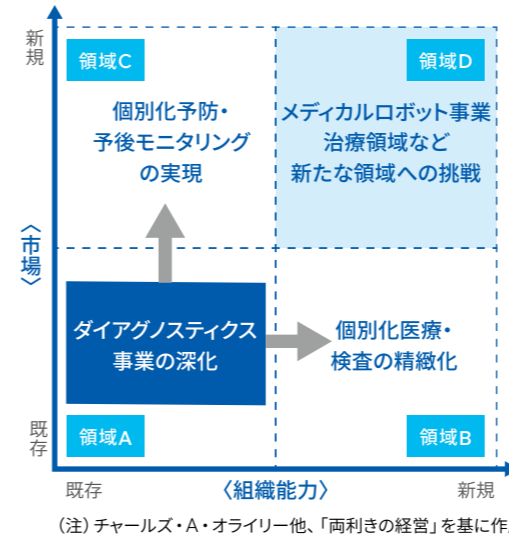 新規
領域C
領域D
個別化予防・
予後モニタリング
の実現
メディカルロボット事業
治療領域など
新たな領域への挑戦
〈市場〉
ダイアグノスティクス
事業の深化
個別化医療・
検査の精緻化
既存
領域A
領域B
既存
〈組織能力〉
新規
（注）チャールズ・A・オライリー他、「両利きの経営」を基に作